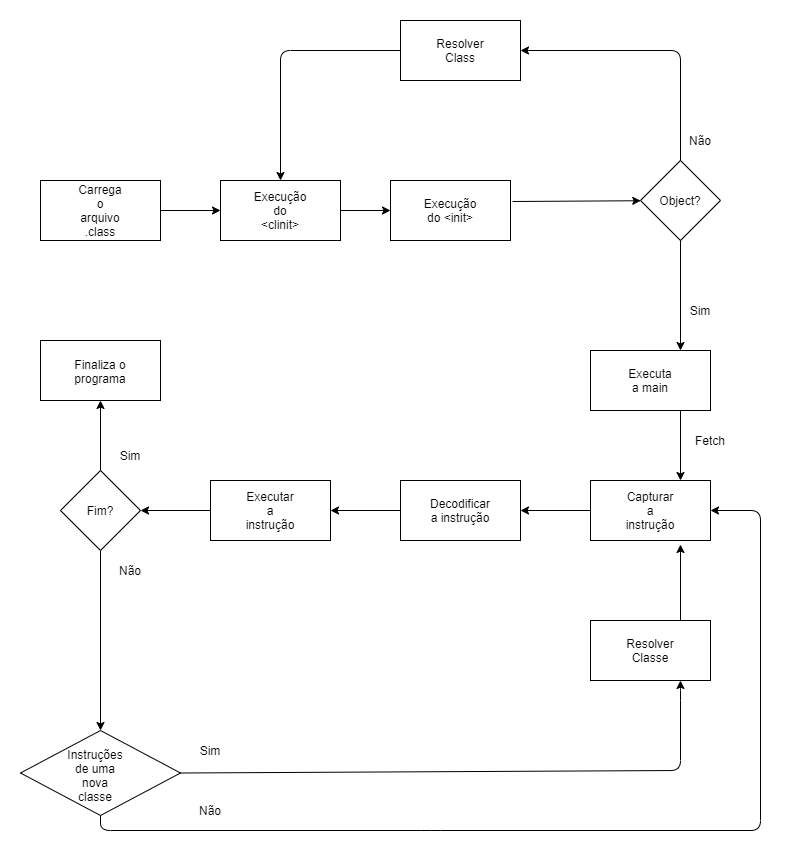 Resolver
Class
Não
Carrega
o
arquivo
.class
Execução
do
<clinit>
Execução
do <init>
Object?
Sim
Finaliza o
programa
Executa
a main
Fetch
Sim
Fim?
Executar
a
instrução
Decodificar
a instrução
Capturar
a
instrução
Não
Resolver
Classe
Instruções
de uma
nova
classe
Sim
Não